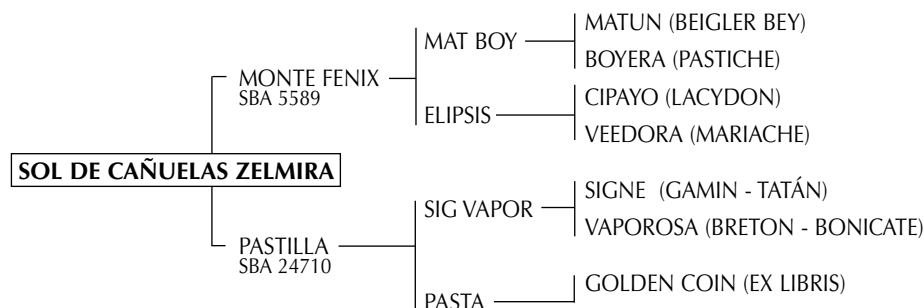 MATUN (BEIGLER BEY)
MAT BOY
BOYERA (PASTICHE)
MONTE FENIX
SBA 5589
CIPAYO (LACYDON)
ELIPSIS
VEEDORA (MARIACHE)
SOL DE CAÑUELAS ZELMIRA
SIGNE (GAMIN - TATÁN)
SIG VAPOR
VAPOROSA (BRETON - BONICATE)
PASTILLA
SBA 24710
GOLDEN COIN (EX LIBRIS)
PASTA